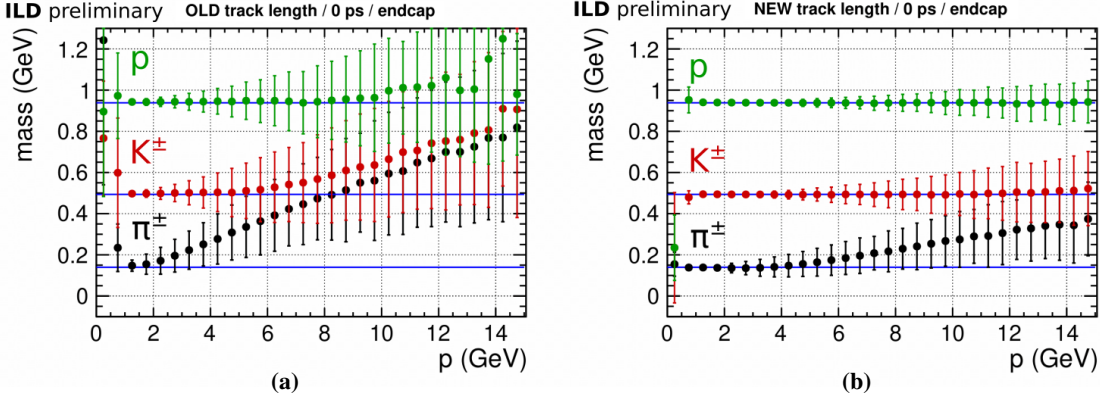 ILD preliminary OLD track length / 0 ps / endcap
mass (GeV)
1.2
1
0.8
0.6
0.4
0.2
0
p
K±
π±
0 2 4 6 8 10 12 14
p (GeV)
(a)
ILD preliminary NEW track length / 0 ps / endcap
mass (GeV)
1.2
1
0.8
0.6
0.4
0.2
0
p
K±
π±
0 2 4 6 8 10 12 14
p (GeV)
(b)